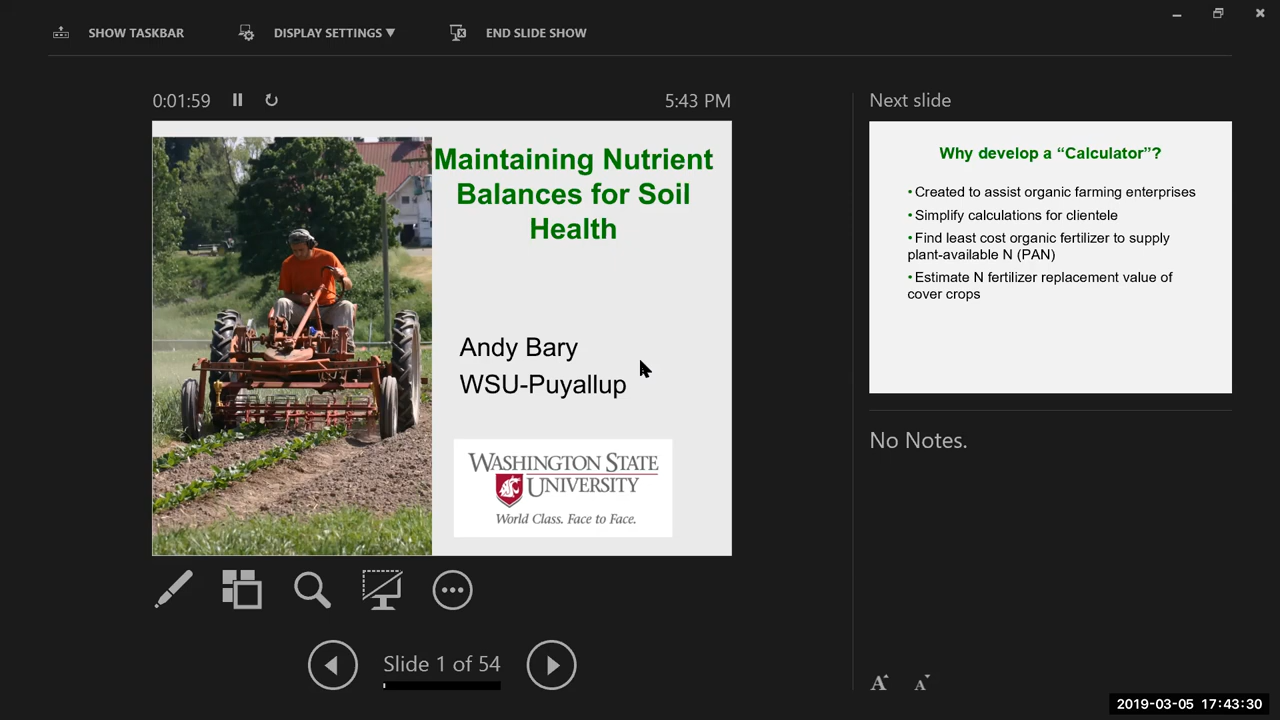 SHOW TASKBAR
DISPLAY SETTINGS ▼
END SLIDE SHOW
0:01:59
5:43 PM
Maintaining Nutrient
Balances for Soil
Health
Andy Bary
WSU-Puyallup
WASHINGTON STATE
UNIVERSITY
World Class. Face to Face.
Slide 1 of 54
Next slide
Why develop a “Calculator”?
• Created to assist organic farming enterprises
• Simplify calculations for clientele
• Find least cost organic fertilizer to supply
plant-available N (PAN)
• Estimate N fertilizer replacement value of
cover crops
No Notes.
A A
2019-03-05 17:43:30